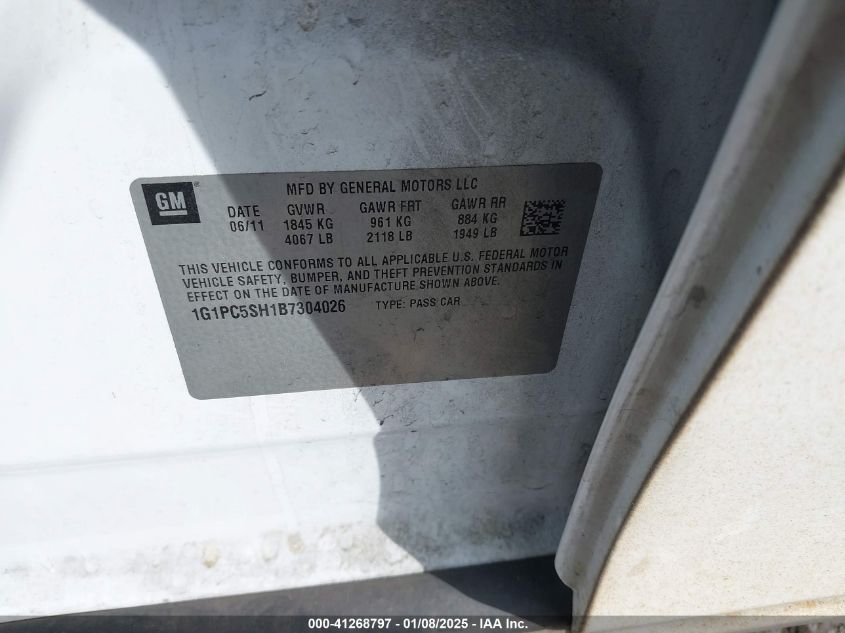 GM
MFD BY GENERAL MOTORS LLC
DATE GVWR GAWR FRT GAWR RR
06/11 1845 KG 961 KG 884 KG
4067 LB 2118 LB 1949 LB
THIS VEHICLE CONFORMS TO ALL APPLICABLE U.S. FEDERAL MOTOR
VEHICLE SAFETY, BUMPER, AND THEFT PREVENTION STANDARDS IN
EFFECT ON THE DATE OF MANUFACTURE SHOWN ABOVE.
1G1PC5SH1B7304026 TYPE: PASS CAR
000-41268797 - 01/08/2025 - IAA Inc.